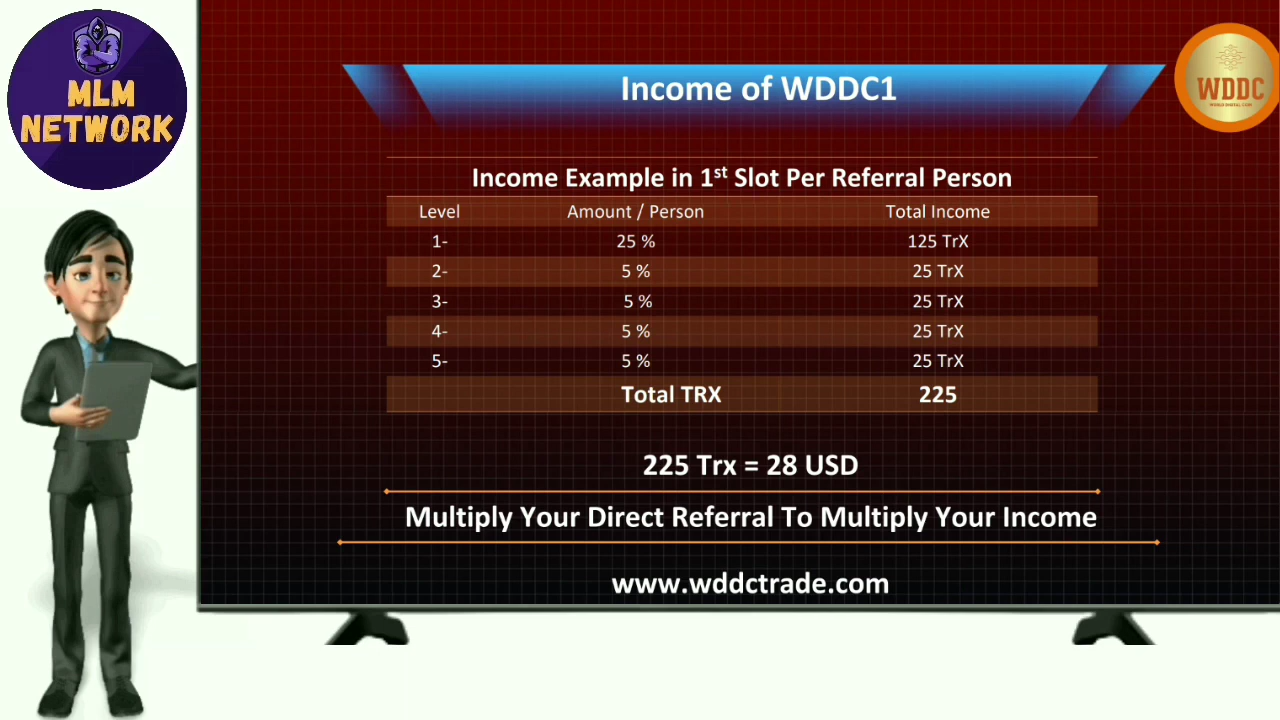 MLM
NETWORK
WDDC
Income of WDDC1
Income Example in 1st Slot Per Referral Person
Level Amount / Person Total Income
1- 25 % 125 TrX
2- 5 % 25 TrX
3- 5 % 25 TrX
4- 5 % 25 TrX
5- 5 % 25 TrX
Total TRX 225
225 Trx = 28 USD
Multiply Your Direct Referral To Multiply Your Income
www.wddctrade.com